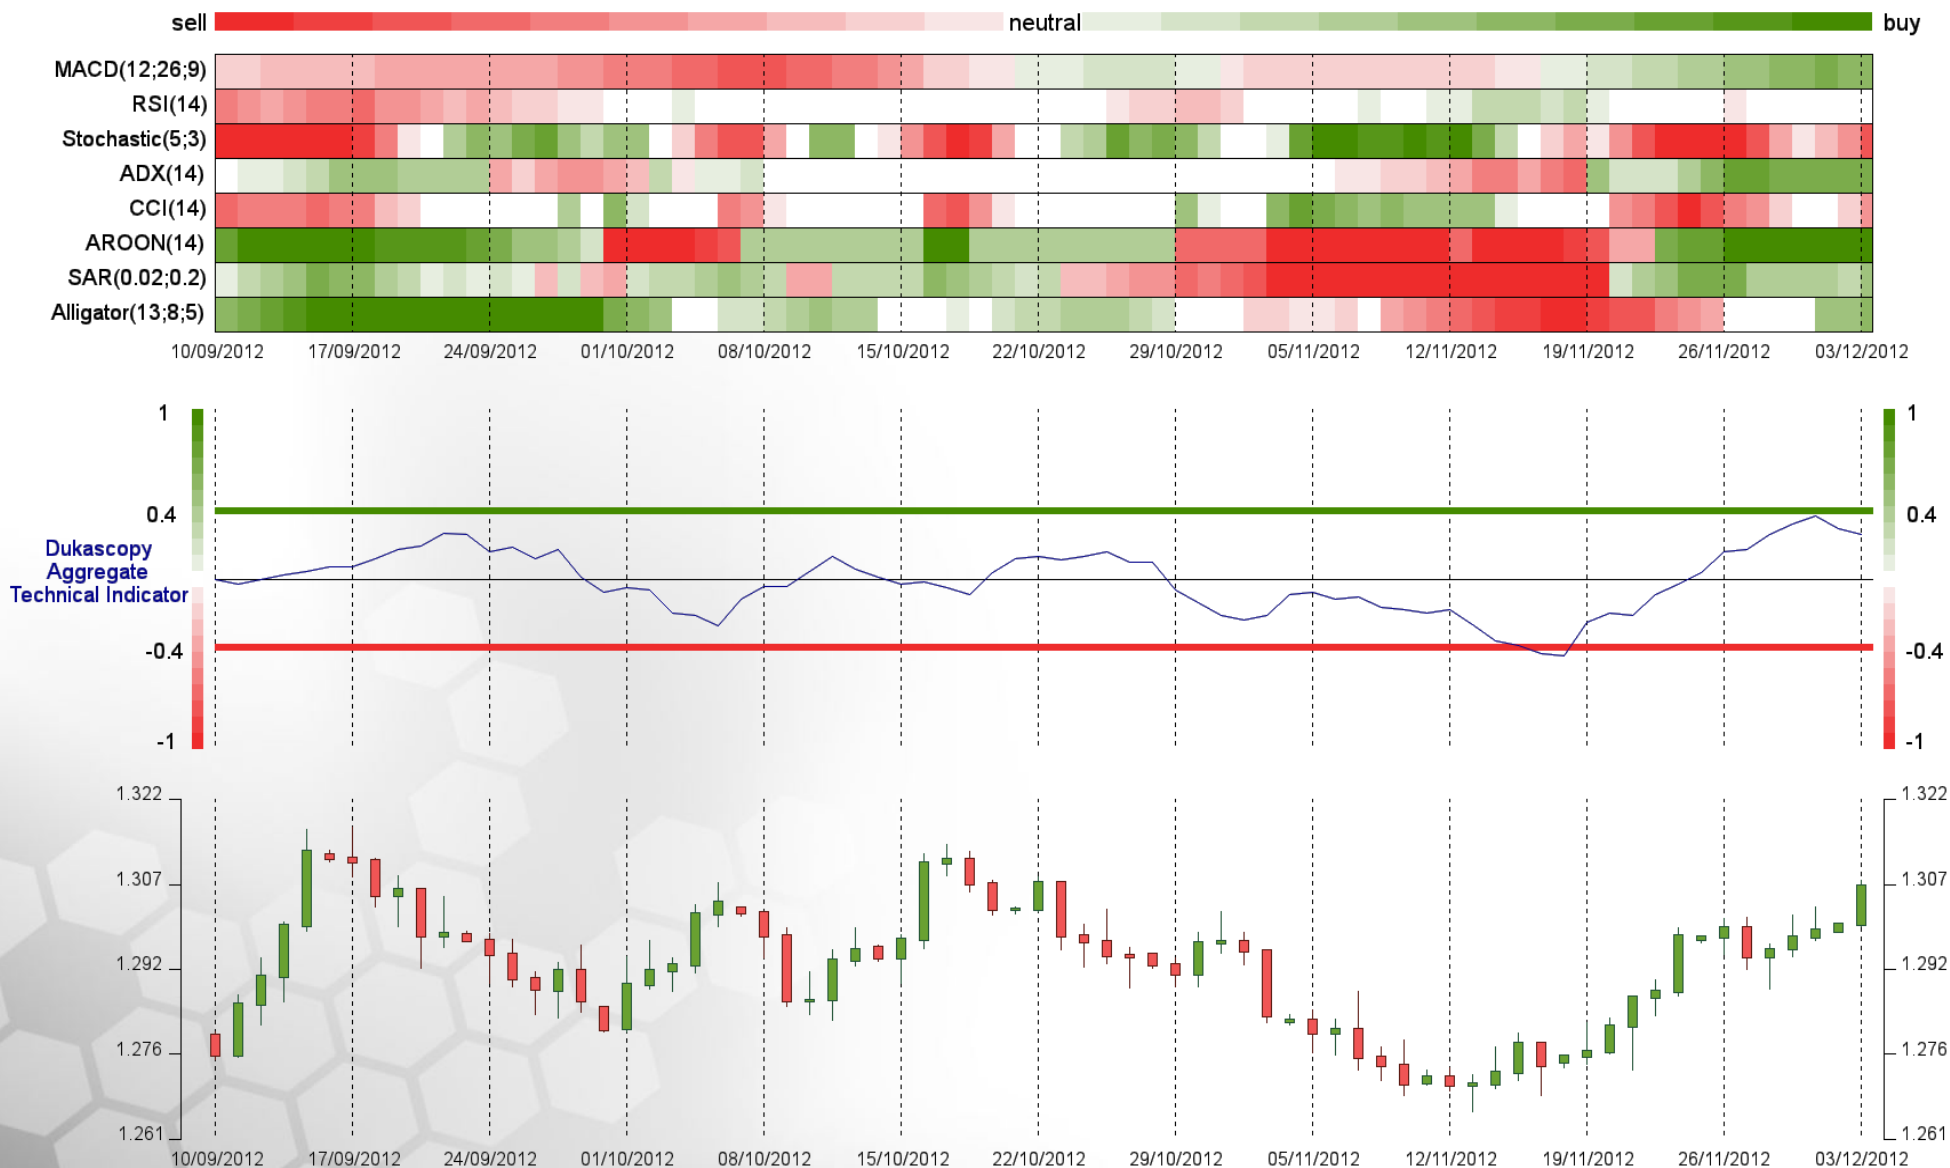 sell neutral buy
MACD(12;26;9)
RSI(14)
Stochastic(5;3)
ADX(14)
CCI(14)
AROON(14)
SAR(0.02;0.2)
Alligator(13;8;5)
10/09/2012 17/09/2012 24/09/2012 01/10/2012 08/10/2012 15/10/2012 22/10/2012 29/10/2012 05/11/2012 12/11/2012 19/11/2012 26/11/2012 03/12/2012
1 1
0.4 0.4
Dukascopy
Aggregate
Technical Indicator
-0.4 -0.4
-1 -1
1.322 1.322
1.307 1.307
1.292 1.292
1.276 1.276
1.261 1.261
10/09/2012 17/09/2012 24/09/2012 01/10/2012 08/10/2012 15/10/2012 22/10/2012 29/10/2012 05/11/2012 12/11/2012 19/11/2012 26/11/2012 03/12/2012